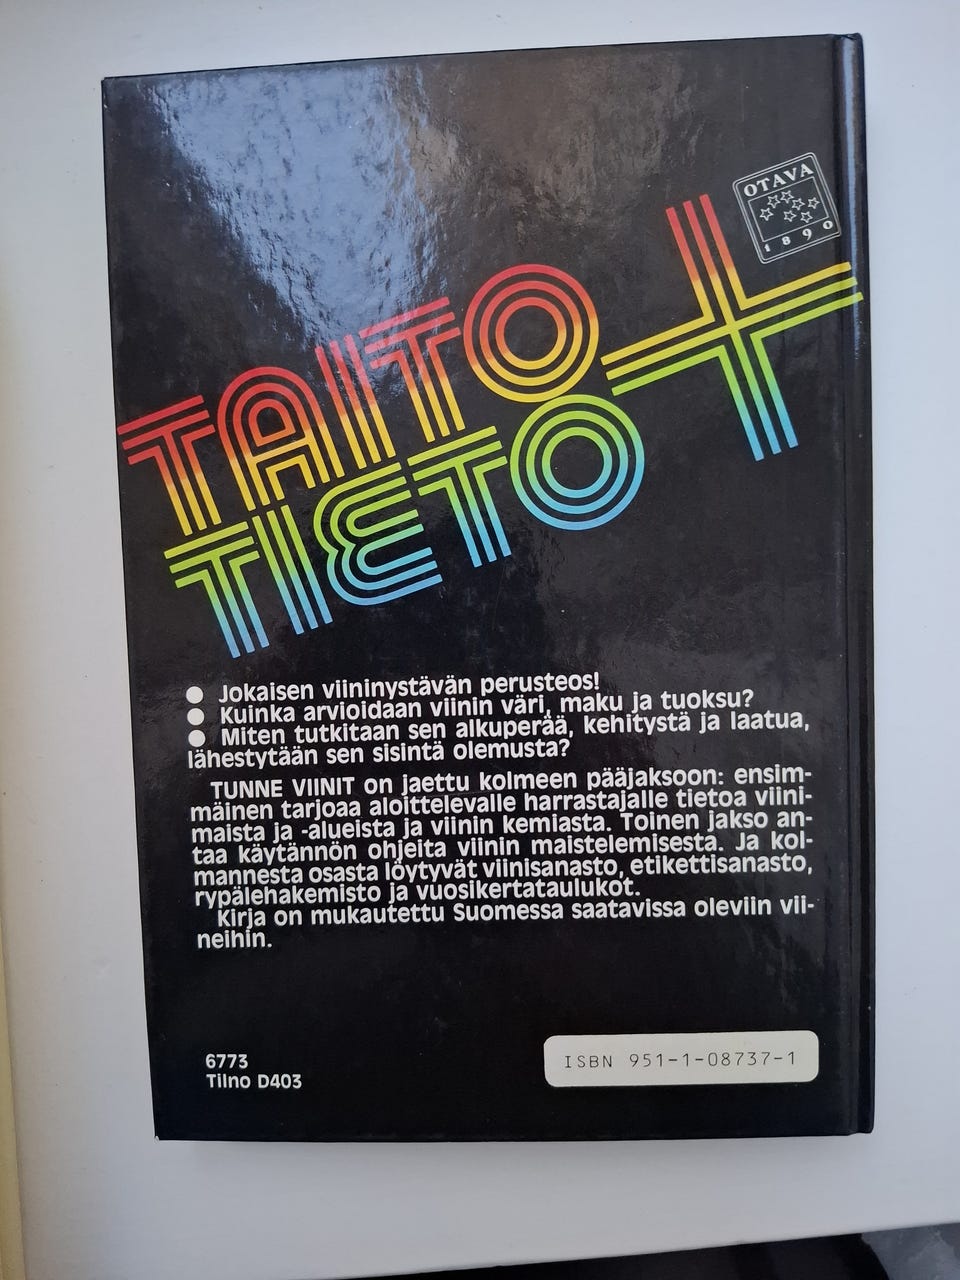 OTAVA
1890
TAITO
TIETO +
● Jokaisen viininystävän perusteos!
● Kuinka arvioidaan viinin väri, maku ja tuoksu?
● Miten tutkitaan sen alkuperää, kehitystä ja laatua,
lähestytään sen sisintä olemusta?
TUNNE VIINIT on jaettu kolmeen pääjaksoon: ensim-
mäinen tarjoaa aloittelevalle harrastajalle tietoa viini-
maista ja -alueista ja viinin kemiasta. Toinen jakso an-
taa käytännön ohjeita viinin maistelemisesta. Ja kol-
mannesta osasta löytyvät viinisanasto, etikettisanasto,
rypälehakemisto ja vuosikertataulukot.
Kirja on mukautettu Suomessa saatavissa oleviin vii-
neihin.
6773
Tilno D403
ISBN 951-1-08737-1